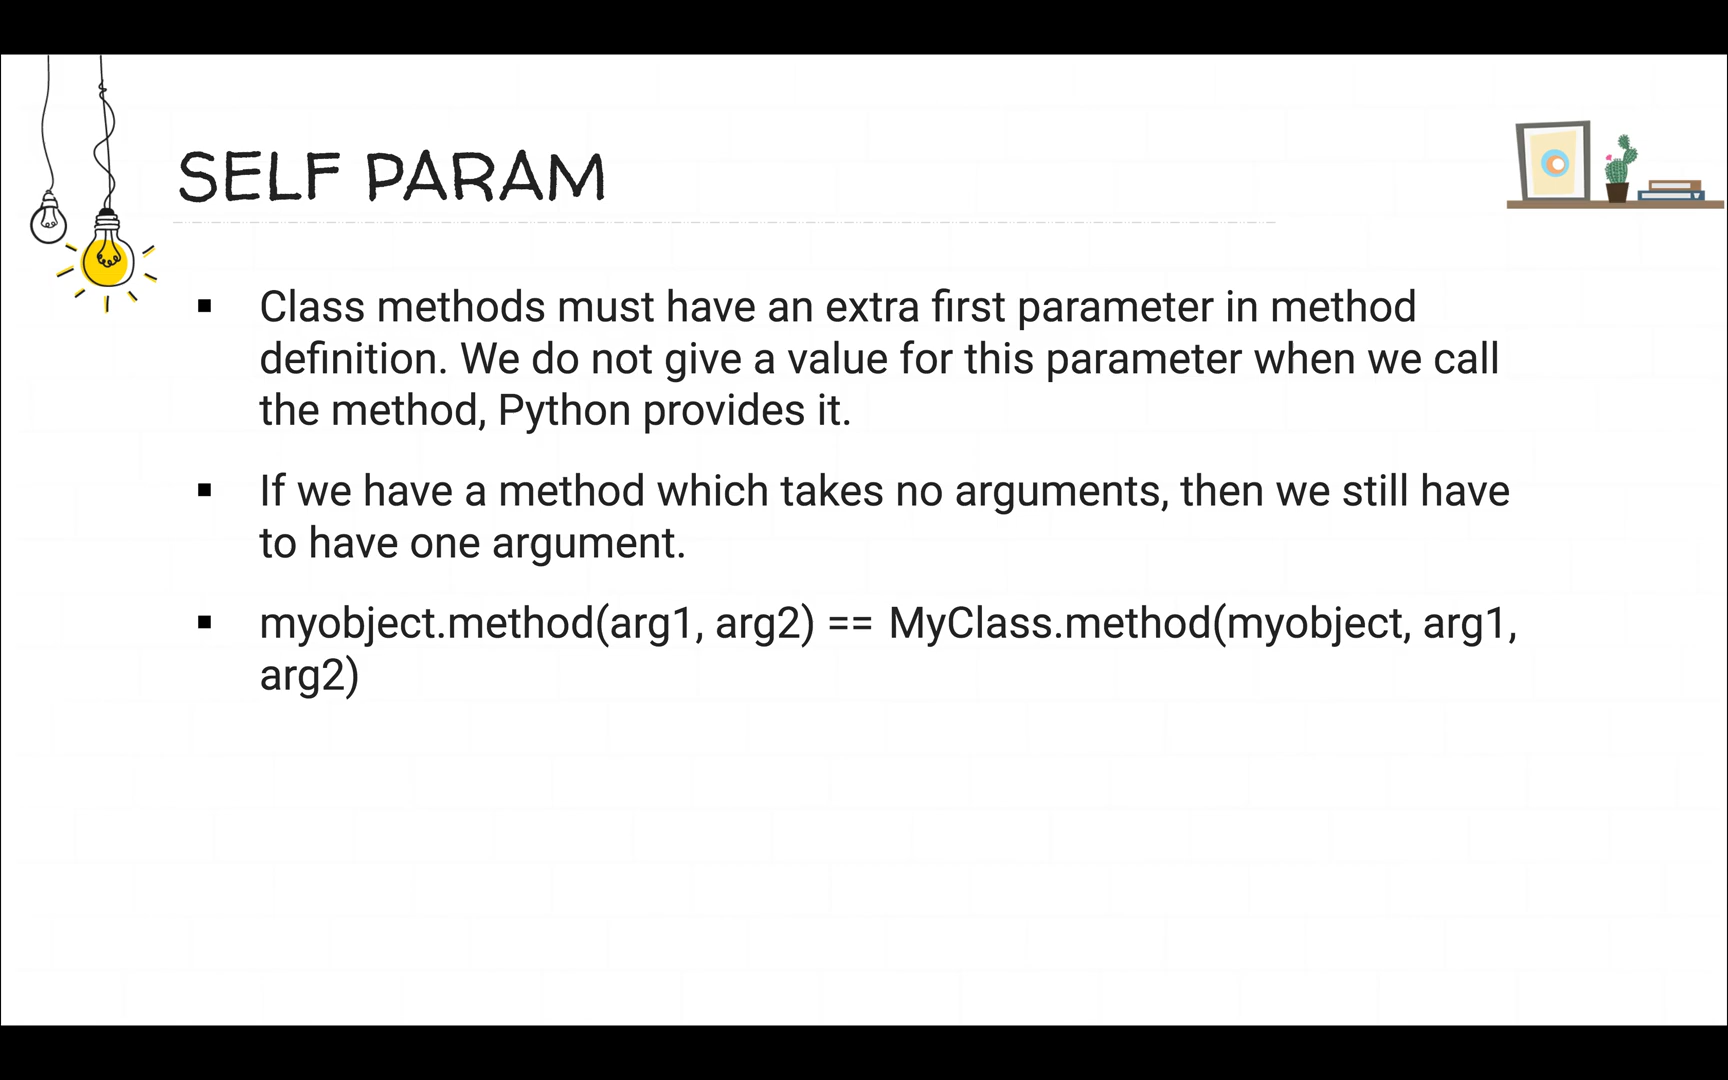 SELF PARAM
▪ Class methods must have an extra first parameter in method
definition. We do not give a value for this parameter when we call
the method, Python provides it.
▪ If we have a method which takes no arguments, then we still have
to have one argument.
▪ myobject.method(arg1, arg2) == MyClass.method(myobject, arg1,
arg2)